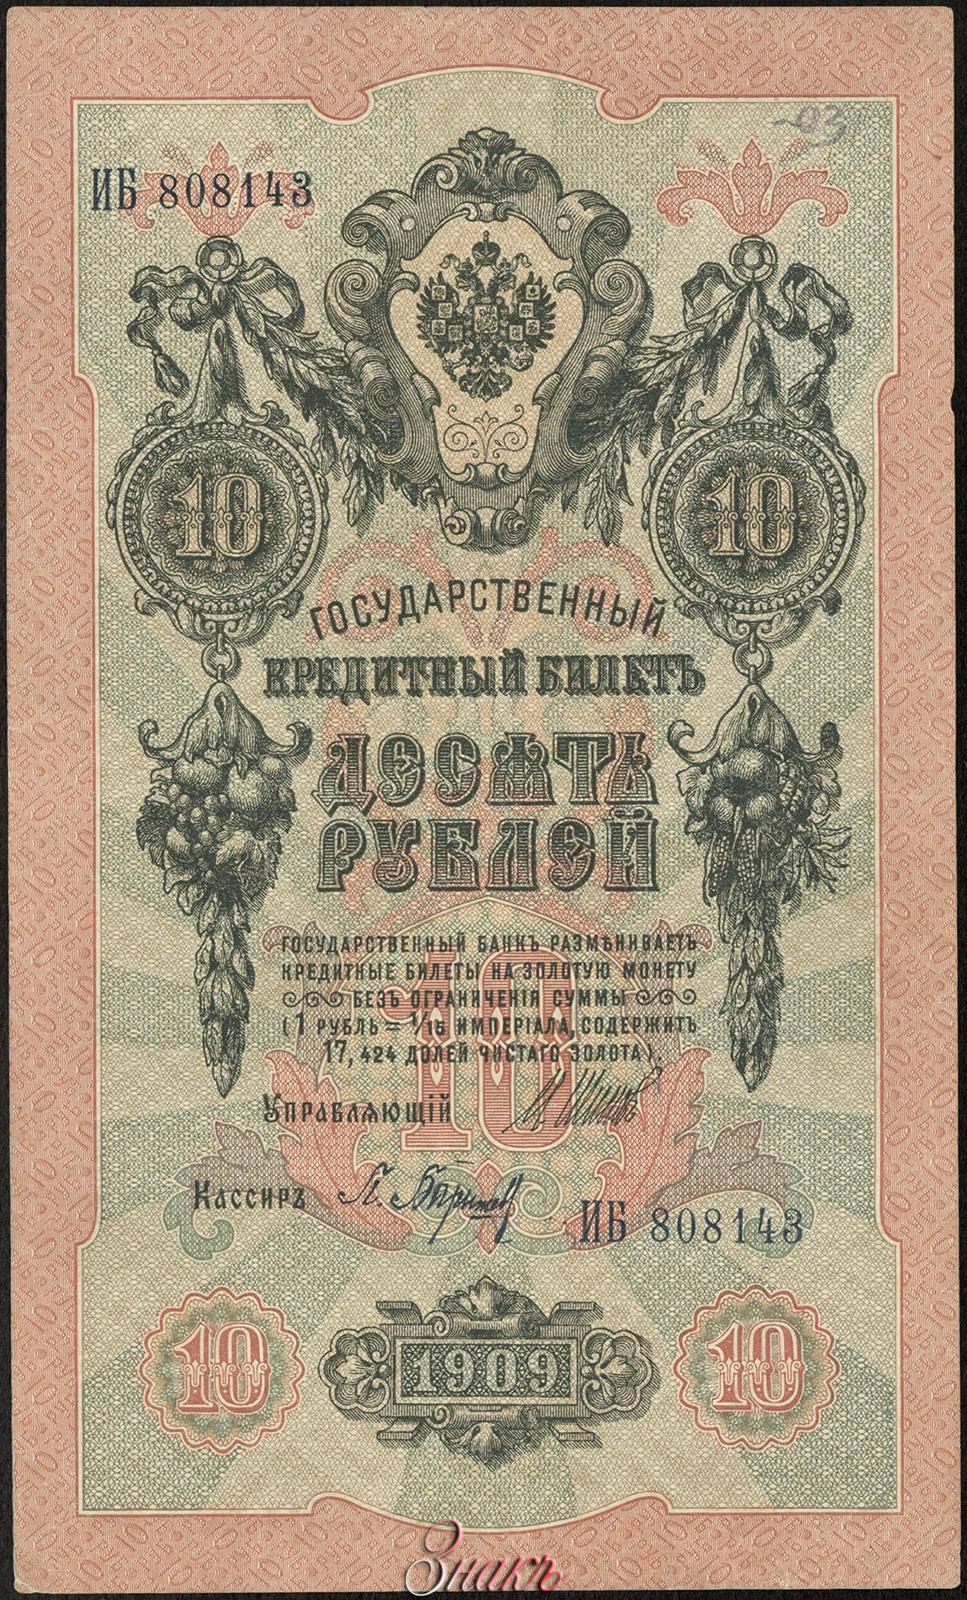 -03
ИБ 808143
10 10
ГОСУДАРСТВЕННЫЙ
КРЕДИТНЫЙ БИЛЕТЪ
ДЕСЯТЬ
РУБЛЕЙ
ГОСУДАРСТВЕННЫЙ БАНКЪ РАЗМѢНИВАЕТЪ
КРЕДИТНЫЕ БИЛЕТЫ НА ЗОЛОТУЮ МОНЕТУ
БЕЗЪ ОГРАНИЧЕНІЯ СУММЫ
(1 РУБЛЬ = 1/15 ИМПЕРІАЛА, СОДЕРЖИТЪ
17,424 ДОЛЕЙ ЧИСТАГО ЗОЛОТА).
10
Управляющій
Кассиръ
ИБ 808143
10 1909 10
Знакъ